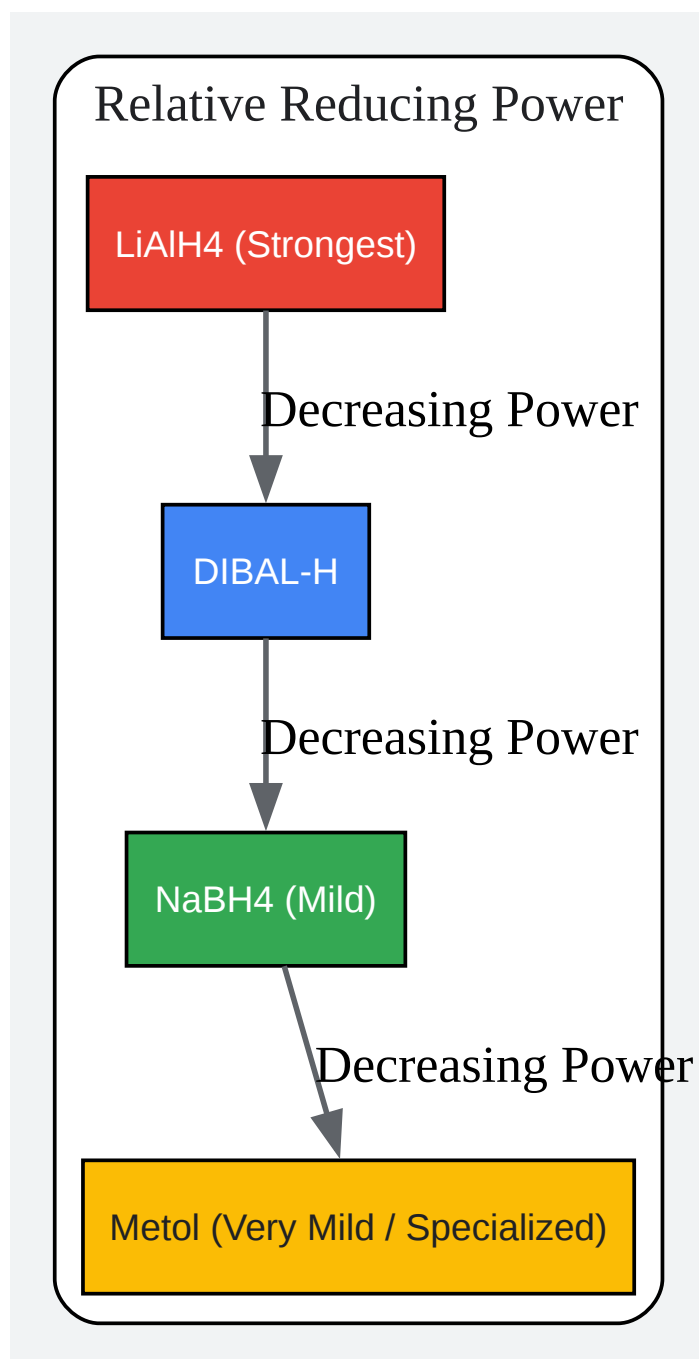 Relative Reducing Power
LiAlH4 (Strongest)
Decreasing Power
DIBAL-H
Decreasing Power
NaBH4 (Mild)
Decreasing Power
Metol (Very Mild / Specialized)